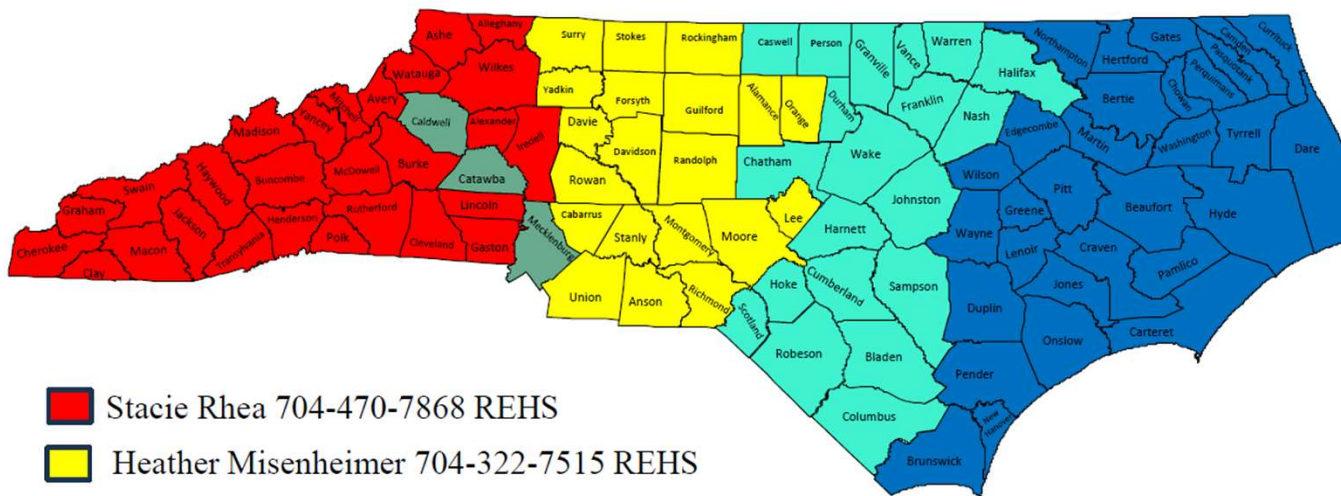 Ashe
Alleghany
Surry
Stokes
Rockingham
Caswell
Person
Granville
Vance
Warren
Northampton
Gates
Camden
Currituck
Pasquotank
Perquimans
Hertford
Halifax
Wilkes
Watauga
Avery
Mitchell
Yancey
Madison
Caldwell
Alexander
Iredell
Yadkin
Forsyth
Guilford
Alamance
Orange
Durham
Franklin
Nash
Bertie
Chowan
Edgecombe
Martin
Washington
Tyrrell
Dare
Davie
Davidson
Randolph
Chatham
Wake
Wilson
Pitt
Beaufort
Hyde
Haywood
Buncombe
McDowell
Burke
Catawba
Rowan
Swain
Graham
Jackson
Henderson
Rutherford
Lincoln
Cabarrus
Lee
Johnston
Greene
Cherokee
Clay
Macon
Transylvania
Polk
Cleveland
Gaston
Mecklenburg
Stanly
Montgomery
Moore
Harnett
Wayne
Lenoir
Craven
Pamlico
Union
Anson
Richmond
Scotland
Hoke
Cumberland
Sampson
Duplin
Jones
Carteret
Onslow
Robeson
Bladen
Pender
Columbus
New Hanover
Brunswick
Stacie Rhea 704-470-7868 REHS
Heather Misenheimer 704-322-7515 REHS